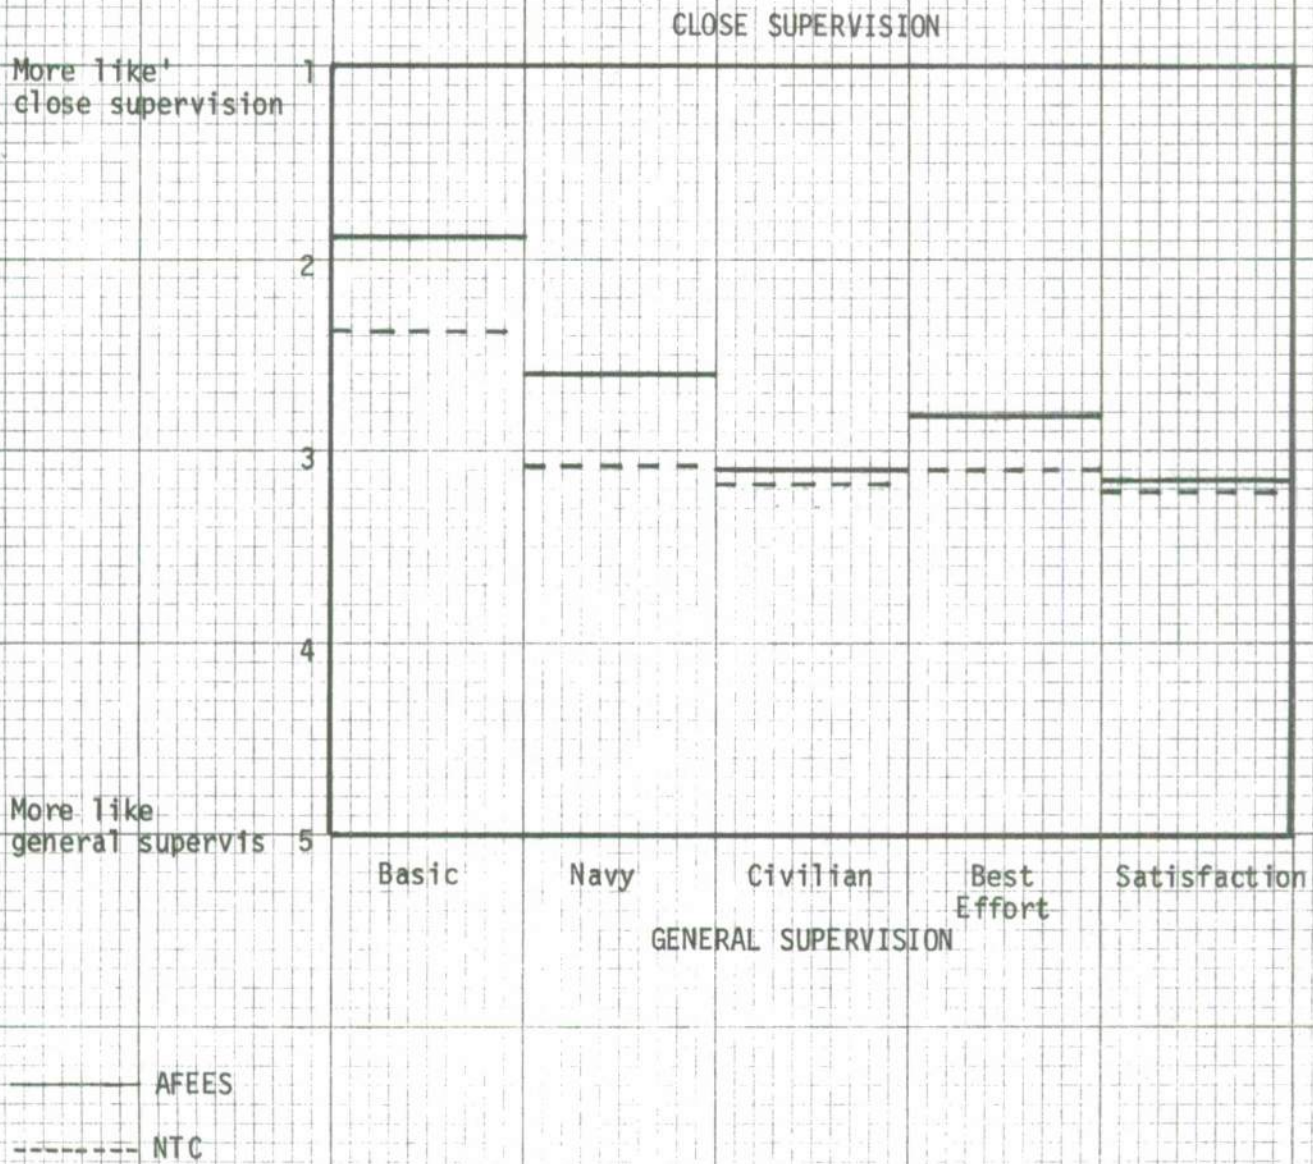 CLOSE SUPERVISION
More like'
close supervision
1
2
3
4
More like
general supervis
5
Basic
Navy
Civilian
Best
Effort
Satisfaction
GENERAL SUPERVISION
AFEES
NTC